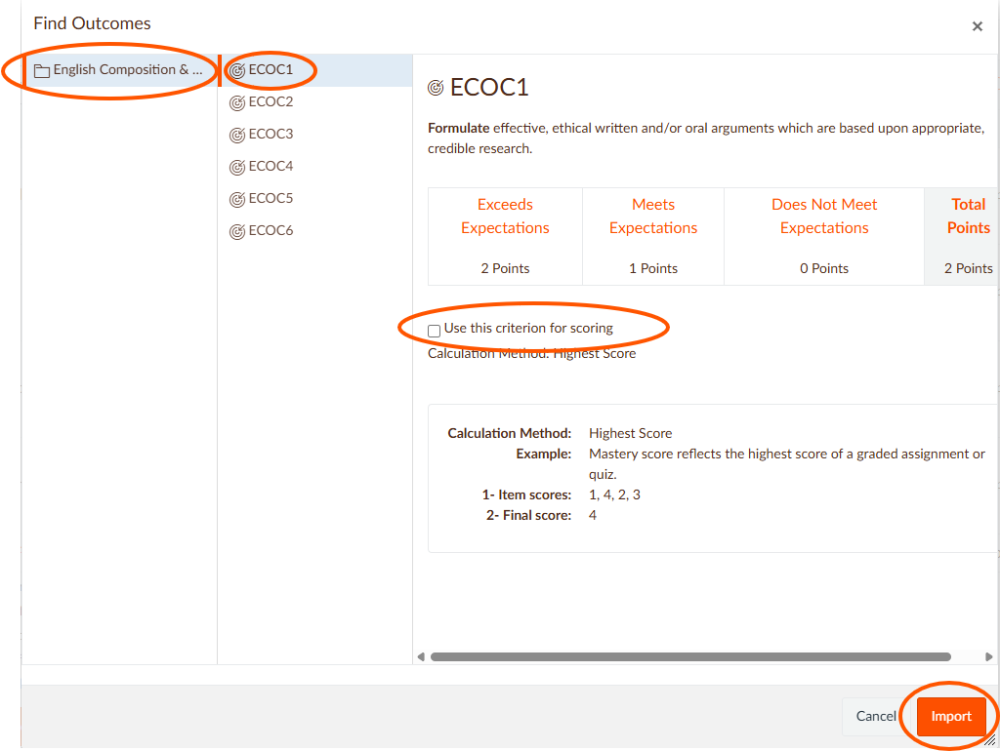 Find Outcomes
×
English Composition & ...
ECOC1
ECOC2
ECOC3
ECOC4
ECOC5
ECOC6
ECOC1
Formulate effective, ethical written and/or oral arguments which are based upon appropriate,
credible research.
Exceeds
Expectations
2 Points
Meets
Expectations
1 Points
Does Not Meet
Expectations
0 Points
Total
Points
2 Points
Use this criterion for scoring
Calculation Method: Highest Score
Calculation Method: Highest Score
Example: Mastery score reflects the highest score of a graded assignment or
quiz.
1- Item scores: 1, 4, 2, 3
2- Final score: 4
Cancel
Import